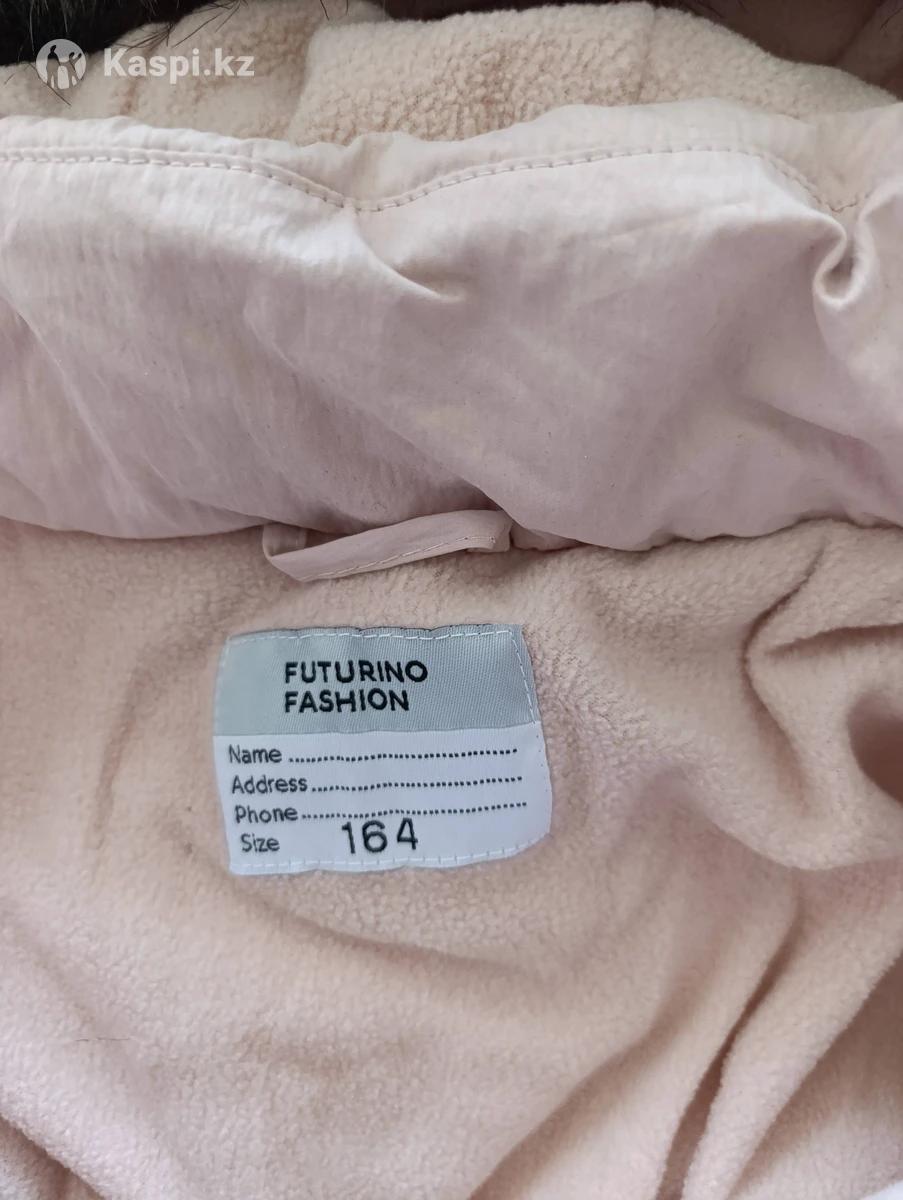 Kaspi.kz
FUTURINO
FASHION
Name
Address
Phone
Size 164